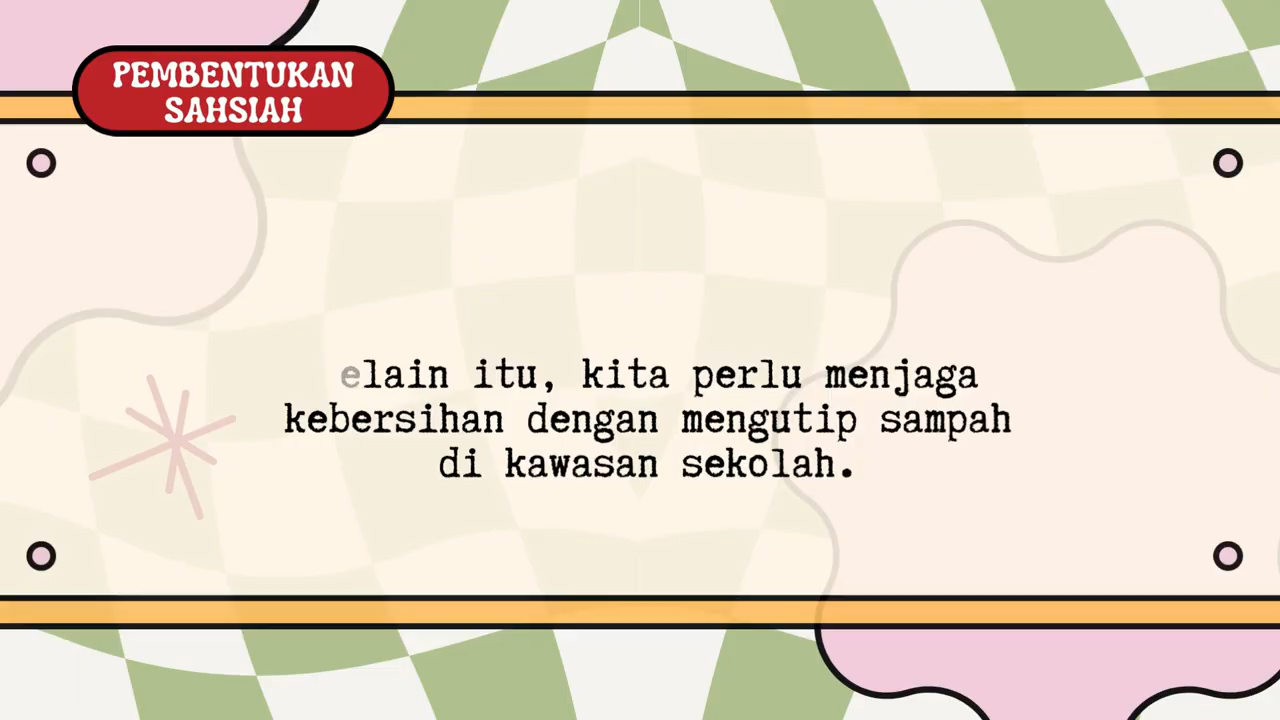 PEMBENTUKAN
SAHSIAH
elain itu, kita perlu menjaga
kebersihan dengan mengutip sampah
di kawasan sekolah.